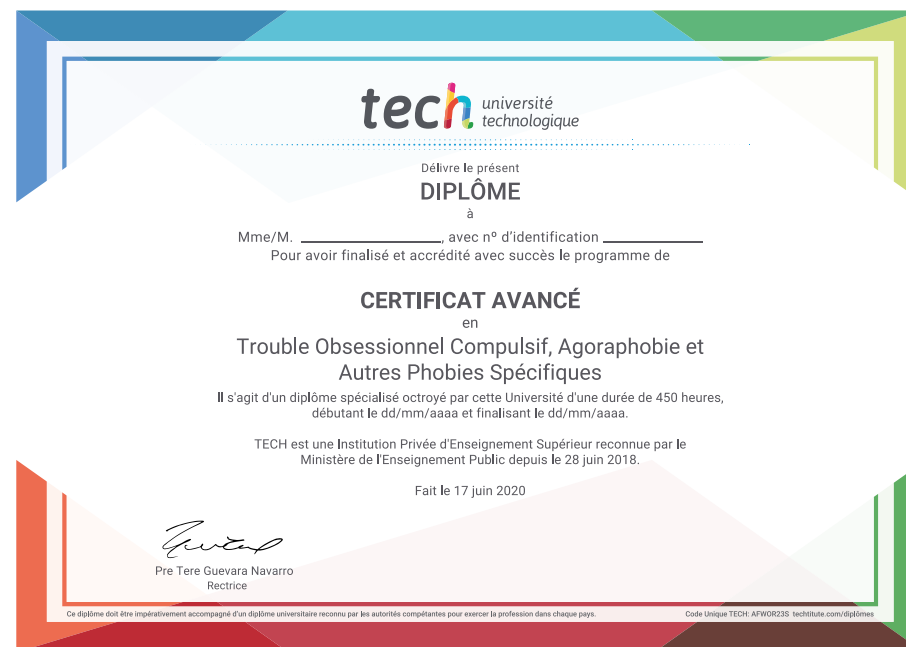 tech université
technologique
Délivre le présent
DIPLÔME
à
Mme/M. ____________________, avec nº d'identification ______________
Pour avoir finalisé et accrédité avec succès le programme de
CERTIFICAT AVANCÉ
en
Trouble Obsessionnel Compulsif, Agoraphobie et
Autres Phobies Spécifiques
Il s'agit d'un diplôme spécialisé octroyé par cette Université d'une durée de 450 heures,
débutant le dd/mm/aaaa et finalisant le dd/mm/aaaa.
TECH est une Institution Privée d'Enseignement Supérieur reconnue par le
Ministère de l'Enseignement Public depuis le 28 juin 2018.
Fait le 17 juin 2020
Pre Tere Guevara Navarro
Rectrice
Ce diplôme doit être impérativement accompagné d'un diplôme universitaire reconnu par les autorités compétantes pour exercer la profession dans chaque pays.
Code Unique TECH: AFWOR23S techtitute.com/diplômes